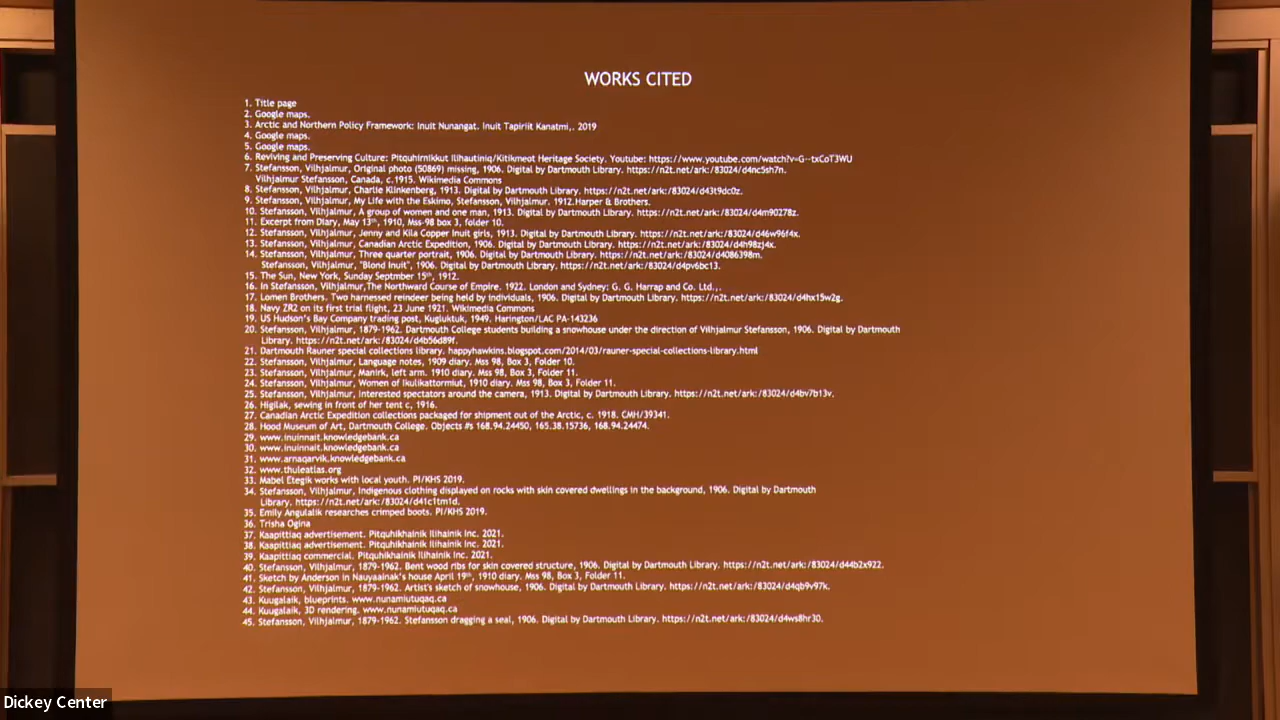 WORKS CITED
1. Title page
2. Google maps.
3. Arctic and Northern Policy Framework: Inuit Nunangat. Inuit Tapiriit Kanatmi,. 2019
4. Google maps.
5. Google maps.
6. Reviving and Preserving Culture: Pitquhirnikkut Ilihautiniq/Kitikmeot Heritage Society. Youtube: https://www.youtube.com/watch?v=G--txCoT3WU
7. Stefansson, Vilhjalmur, Original photo (50869) missing, 1906. Digital by Dartmouth Library. https://n2t.net/ark:/83024/d4nc5sh7n.
Vilhjalmur Stefansson, Canada, c.1915. Wikimedia Commons
8. Stefansson, Vilhjalmur, Charlie Klinkenberg, 1913. Digital by Dartmouth Library. https://n2t.net/ark:/83024/d43t9dc0z.
9. Stefansson, Vilhjalmur, My Life with the Eskimo, Stefansson, Vilhjalmur. 1912.Harper & Brothers.
10. Stefansson, Vilhjalmur, A group of women and one man, 1913. Digital by Dartmouth Library. https://n2t.net/ark:/83024/d4m90278z.
11. Excerpt from Diary, May 13th, 1910, Mss-98 box 3, folder 10.
12. Stefansson, Vilhjalmur, Jenny and Kila Copper Inuit girls, 1913. Digital by Dartmouth Library. https://n2t.net/ark:/83024/d46w96f4x.
13. Stefansson, Vilhjalmur, Canadian Arctic Expedition, 1906. Digital by Dartmouth Library. https://n2t.net/ark:/83024/d4h98zj4x.
14. Stefansson, Vilhjalmur, Three quarter portrait, 1906. Digital by Dartmouth Library. https://n2t.net/ark:/83024/d4086398m.
Stefansson, Vilhjalmur, "Blond Inuit", 1906. Digital by Dartmouth Library. https://n2t.net/ark:/83024/d4pv6bc13.
15. The Sun, New York, Sunday Septmber 15th, 1912.
16. In Stefansson, Vilhjalmur,The Northward Course of Empire. 1922. London and Sydney: G. G. Harrap and Co. Ltd.,.
17. Lomen Brothers. Two harnessed reindeer being held by individuals, 1906. Digital by Dartmouth Library. https://n2t.net/ark:/83024/d4hx15w2g.
18. Navy ZR2 on its first trial flight, 23 June 1921. Wikimedia Commons
19. US Hudson's Bay Company trading post, Kugluktuk, 1949. Harington/LAC PA-143236
20. Stefansson, Vilhjalmur, 1879-1962. Dartmouth College students building a snowhouse under the direction of Vilhjalmur Stefansson, 1906. Digital by Dartmouth
Library. https://n2t.net/ark:/83024/d4b56d89f.
21. Dartmouth Rauner special collections library. happyhawkins.blogspot.com/2014/03/rauner-special-collections-library.html
22. Stefansson, Vilhjalmur, Language notes, 1909 diary. Mss 98, Box 3, Folder 10.
23. Stefansson, Vilhjalmur, Manirk, left arm. 1910 diary. Mss 98, Box 3, Folder 11.
24. Stefansson, Vilhjalmur, Women of Ikulikattormiut, 1910 diary. Mss 98, Box 3, Folder 11.
25. Stefansson, Vilhjalmur, Interested spectators around the camera, 1913. Digital by Dartmouth Library. https://n2t.net/ark:/83024/d4bv7b13v.
26. Higilak, sewing in front of her tent c, 1916.
27. Canadian Arctic Expedition collections packaged for shipment out of the Arctic, c. 1918. CMH/39341.
28. Hood Museum of Art, Dartmouth College. Objects #s 168.94.24450, 165.38.15736, 168.94.24474.
29. www.inuinnait.knowledgebank.ca
30. www.inuinnait.knowledgebank.ca
31. www.arnaqarvik.knowledgebank.ca
32. www.thuleatlas.org
33. Mabel Etegik works with local youth. PI/KHS 2019.
34. Stefansson, Vilhjalmur, Indigenous clothing displayed on rocks with skin covered dwellings in the background, 1906. Digital by Dartmouth
Library. https://n2t.net/ark:/83024/d41c1tm1d.
35. Emily Angulalik researches crimped boots. PI/KHS 2019.
36. Trisha Ogina
37. Kaapittiaq advertisement. Pitquhikhainik Ilihainik Inc. 2021.
38. Kaapittiaq advertisement. Pitquhikhainik Ilihainik Inc. 2021.
39. Kaapittiaq commercial. Pitquhikhainik Ilihainik Inc. 2021.
40. Stefansson, Vilhjalmur, 1879-1962. Bent wood ribs for skin covered structure, 1906. Digital by Dartmouth Library. https://n2t.net/ark:/83024/d44b2x922.
41. Sketch by Anderson in Nauyaainak's house April 19th, 1910 diary. Mss 98, Box 3, Folder 11.
42. Stefansson, Vilhjalmur, 1879-1962. Artist's sketch of snowhouse, 1906. Digital by Dartmouth Library. https://n2t.net/ark:/83024/d4qb9v97k.
43. Kuugalaik, blueprints. www.nunamiutuqaq.ca
44. Kuugalaik, 3D rendering. www.nunamiutuqaq.ca
45. Stefansson, Vilhjalmur, 1879-1962. Stefansson dragging a seal, 1906. Digital by Dartmouth Library. https://n2t.net/ark:/83024/d4ws8hr30.
Dickey Center